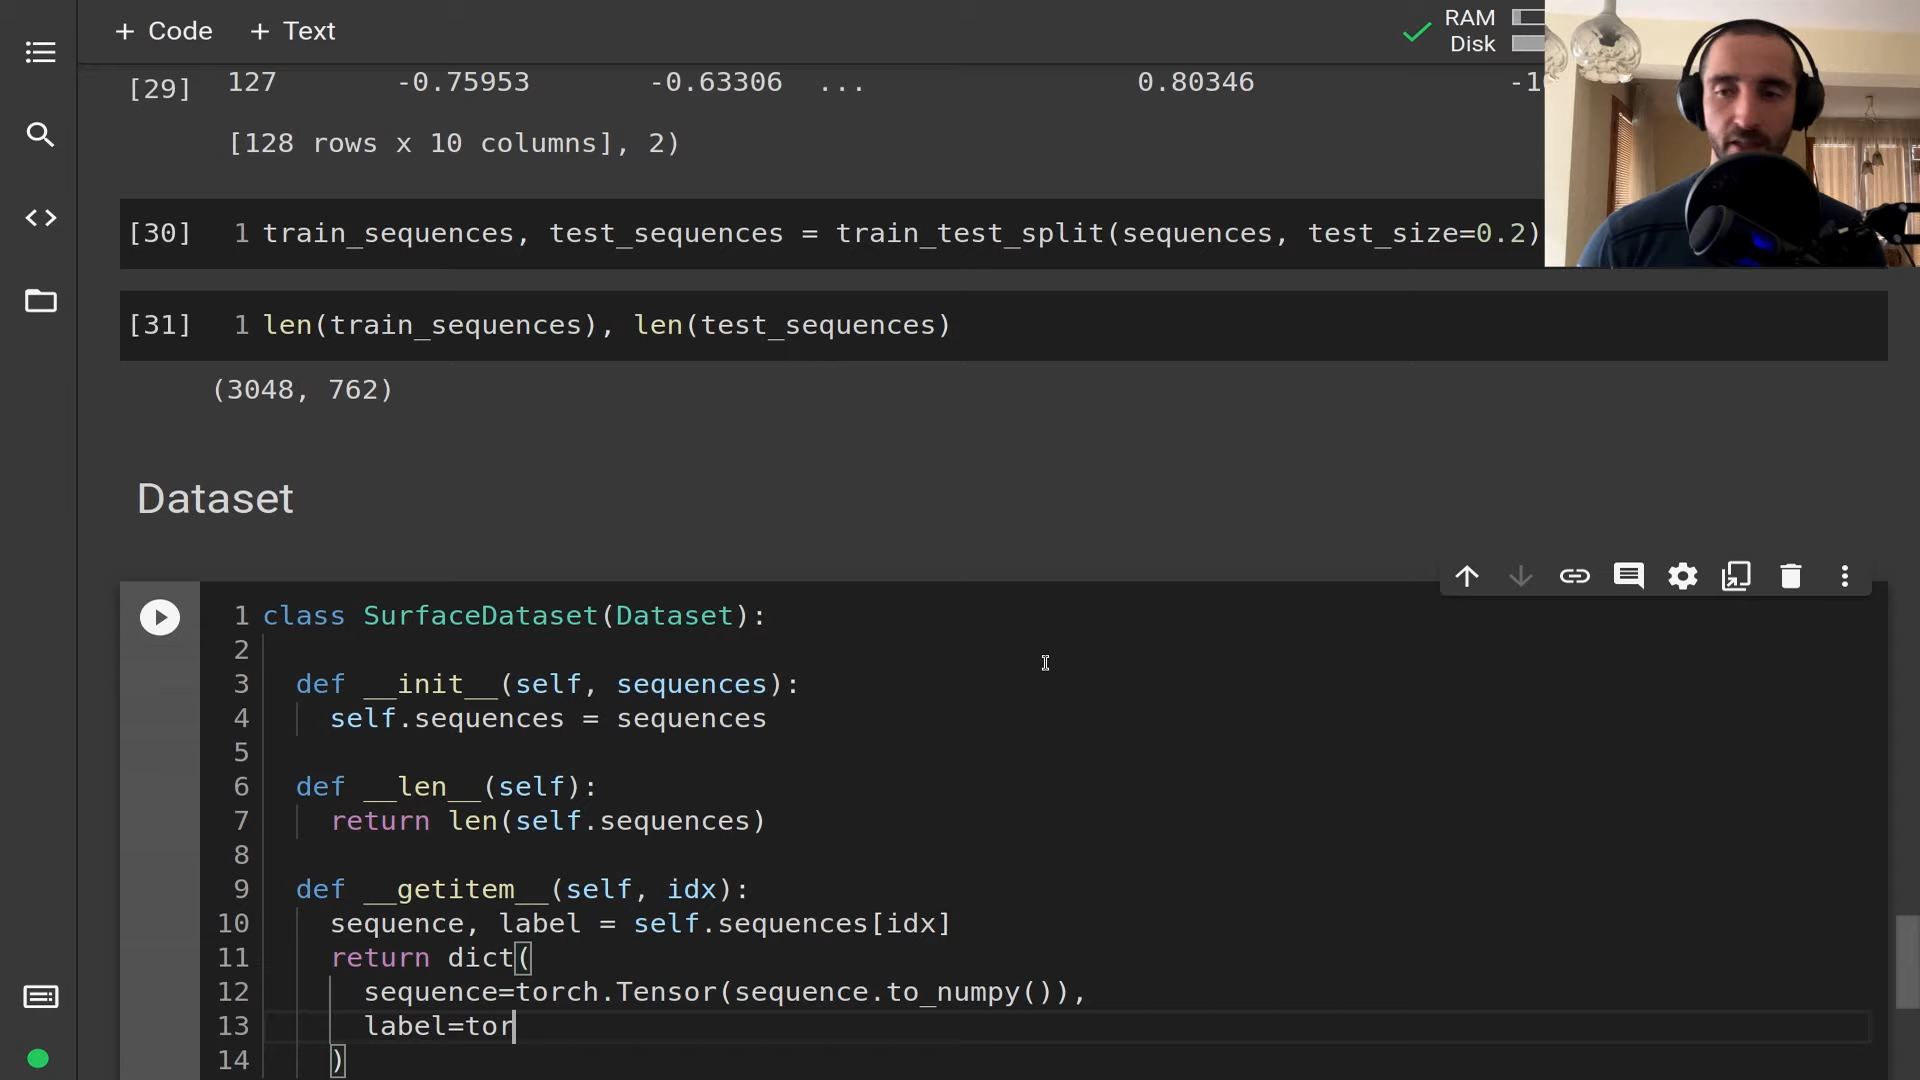 + Code + Text
RAM
Disk
[29] 127 -0.75953 -0.63306 ... 0.80346
[128 rows x 10 columns], 2)
[30] 1 train_sequences, test_sequences = train_test_split(sequences, test_size=0.2)
[31] 1 len(train_sequences), len(test_sequences)
(3048, 762)
Dataset
1 class SurfaceDataset(Dataset):
2
3 def __init__(self, sequences):
4 self.sequences = sequences
5
6 def __len__(self):
7 return len(self.sequences)
8
9 def __getitem__(self, idx):
10 sequence, label = self.sequences[idx]
11 return dict(
12 sequence=torch.Tensor(sequence.to_numpy()),
13 label=tor
14 )